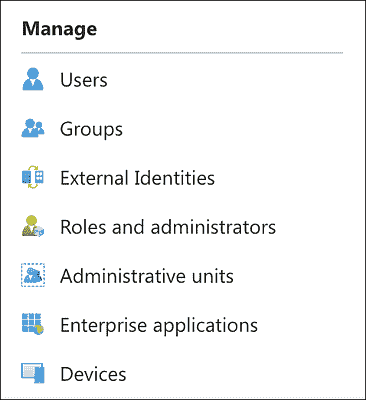 Manage
Users
Groups
External Identities
Roles and administrators
Administrative units
Enterprise applications
Devices